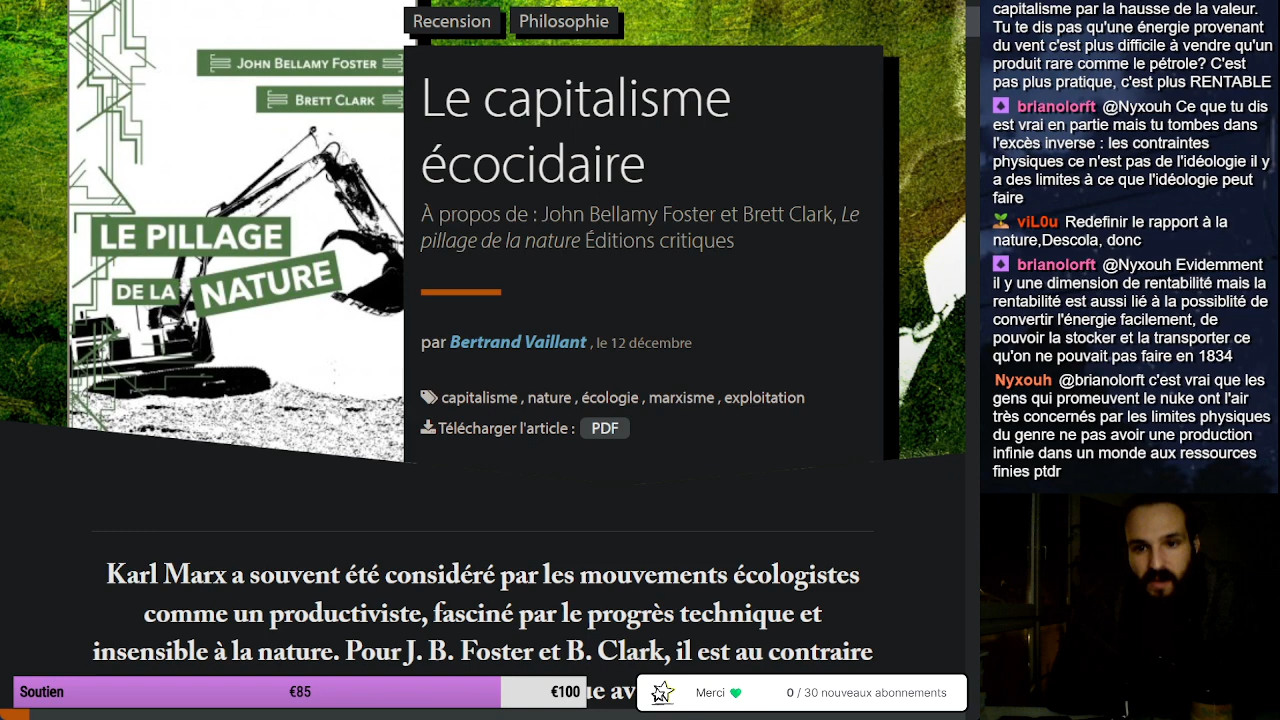 Recension
Philosophie
JOHN BELLAMY FOSTER
BRETT CLARK
LE PILLAGE
DE LA NATURE
Le capitalisme
écocidaire
À propos de : John Bellamy Foster et Brett Clark, Le
pillage de la nature Éditions critiques
par Bertrand Vaillant , le 12 décembre
capitalisme , nature , écologie , marxisme , exploitation
Télécharger l'article : PDF
Karl Marx a souvent été considéré par les mouvements écologistes
comme un productiviste, fasciné par le progrès technique et
insensible à la nature. Pour J. B. Foster et B. Clark, il est au contraire
Soutien €85 €100
Merci 0 / 30 nouveaux abonnements
capitalisme par la hausse de la valeur.
Tu te dis pas qu'une énergie provenant
du vent c'est plus difficile à vendre qu'un
produit rare comme le pétrole? C'est
pas plus pratique, c'est plus RENTABLE
brianolorft @Nyxouh Ce que tu dis
est vrai en partie mais tu tombes dans
l'excès inverse : les contraintes
physiques ce n'est pas de l'idéologie il y
a des limites à ce que l'idéologie peut
faire
viL0u Redefinir le rapport à la
nature,Descola, donc
brianolorft @Nyxouh Evidemment
il y une dimension de rentabilité mais la
rentabilité est aussi lié à la possiblité de
convertir l'énergie facilement, de
pouvoir la stocker et la transporter ce
qu'on ne pouvait pas faire en 1834
Nyxouh @brianolorft c'est vrai que les
gens qui promeuvent le nuke ont l'air
très concernés par les limites physiques
du genre ne pas avoir une production
infinie dans un monde aux ressources
finies ptdr